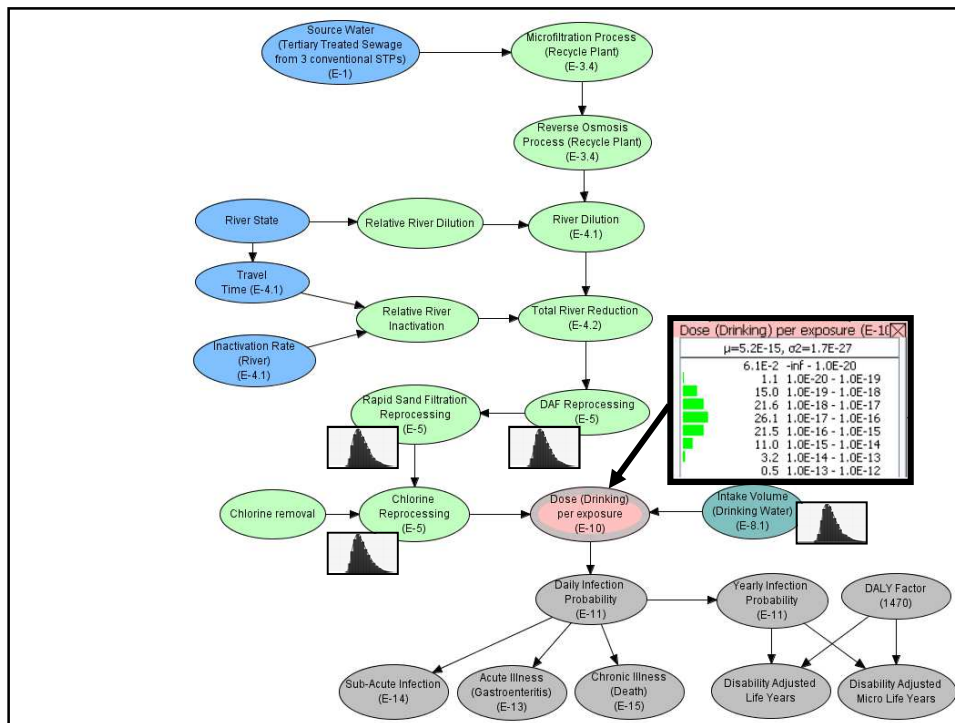 Source Water
(Tertiary Treated Sewage
from 3 conventional STPs)
(E-1)
Microfiltration Process
(Recycle Plant)
(E-3.4)
Reverse Osmosis
Process (Recycle Plant)
(E-3.4)
River State
Relative River Dilution
River Dilution
(E-4.1)
Travel
Time (E-4.1)
Relative River
Inactivation
Total River Reduction
(E-4.2)
Inactivation Rate
(River)
(E-4.1)
Dose (Drinking) per exposure (E-10
μ=5.2E-15, σ2=1.7E-27
6.1E-2 -inf - 1.0E-20
1.1 1.0E-20 - 1.0E-19
15.0 1.0E-19 - 1.0E-18
21.6 1.0E-18 - 1.0E-17
26.1 1.0E-17 - 1.0E-16
21.5 1.0E-16 - 1.0E-15
11.0 1.0E-15 - 1.0E-14
3.2 1.0E-14 - 1.0E-13
0.5 1.0E-13 - 1.0E-12
Rapid Sand Filtration
Reprocessing
(E-5)
DAF Reprocessing
(E-5)
Chlorine removal
Chlorine
Reprocessing
(E-5)
Dose (Drinking)
per exposure
(E-10)
Intake Volume
(Drinking Water)
(E-8.1)
Daily Infection
Probability
(E-11)
Yearly Infection
Probability
(E-11)
DALY Factor
(1470)
Sub-Acute Infection
(E-14)
Acute Illness
(Gastroenteritis)
(E-13)
Chronic Illness
(Death)
(E-15)
Disability Adjusted
Life Years
Disability Adjusted
Micro Life Years